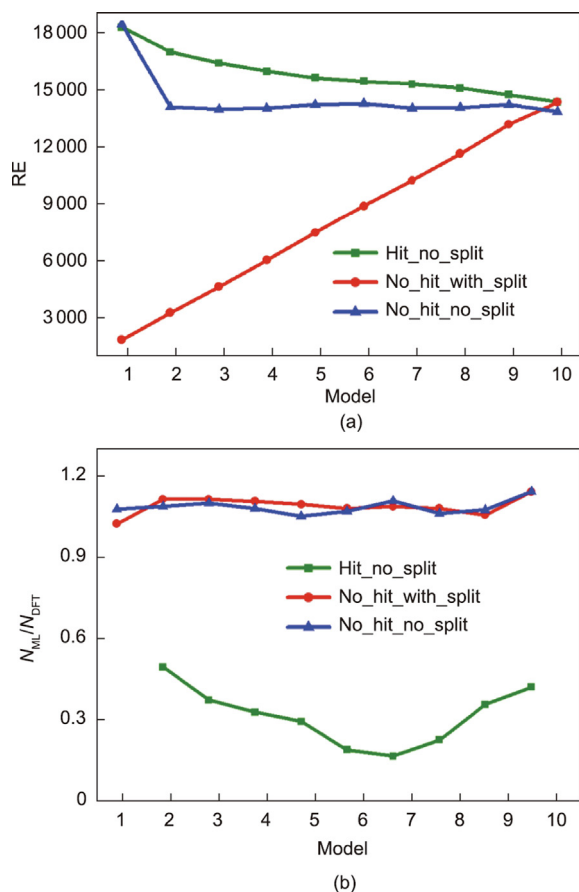 18 000
15 000
12 000
9 000
6 000
3 000
RE
Hit_no_split
No_hit_with_split
No_hit_no_split
1 2 3 4 5 6 7 8 9 10
Model
(a)
1.2
0.9
0.6
0.3
0
N_ML/N_DFT
Hit_no_split
No_hit_with_split
No_hit_no_split
1 2 3 4 5 6 7 8 9 10
Model
(b)